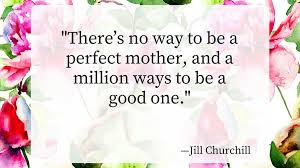 "There’s no way to be a
perfect mother, and a
million ways to be a
good one."
—Jill Churchill